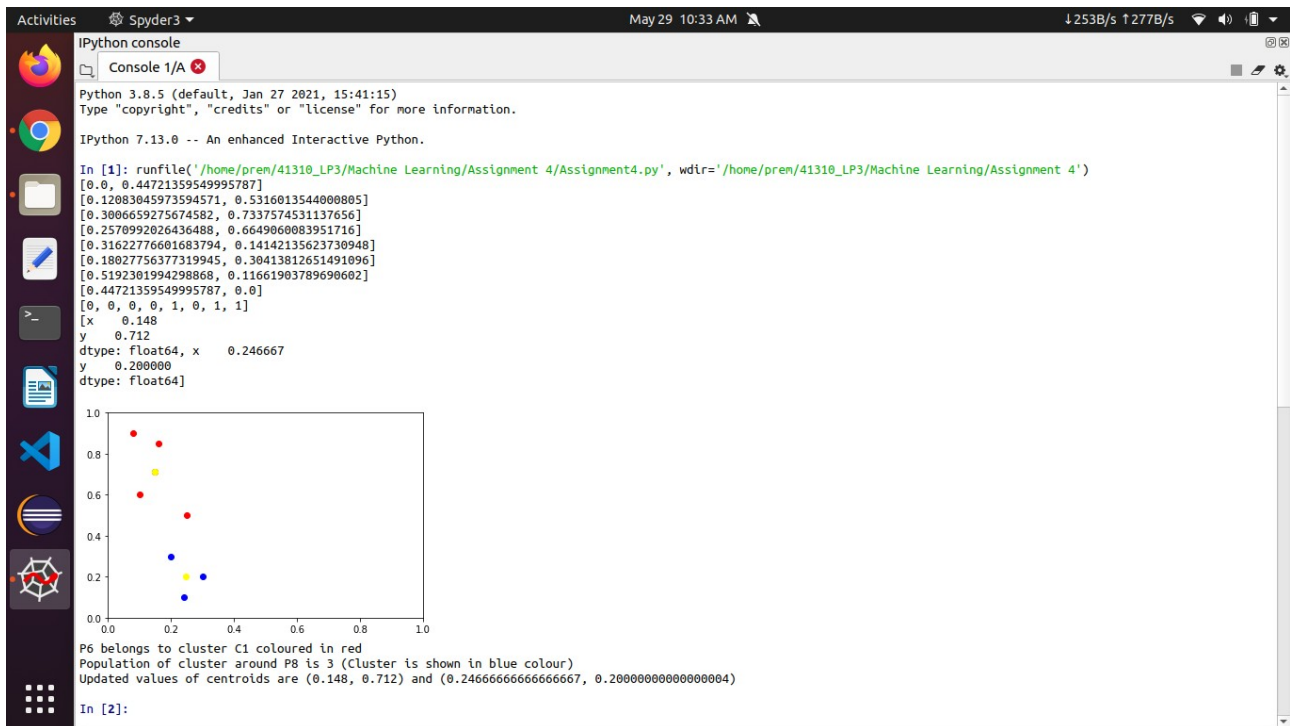 Activities Spyder3 May 29 10:33 AM ↓253B/s ↑277B/s
IPython console
Console 1/A
Python 3.8.5 (default, Jan 27 2021, 15:41:15)
Type "copyright", "credits" or "license" for more information.
IPython 7.13.0 -- An enhanced Interactive Python.
In [1]: runfile('/home/prem/41310_LP3/Machine Learning/Assignment 4/Assignment4.py', wdir='/home/prem/41310_LP3/Machine Learning/Assignment 4')
[0.0, 0.44721359549995787]
[0.12083045973594571, 0.5316013544000805]
[0.3006659275674582, 0.7337574531137656]
[0.2570992026436488, 0.6649060083951716]
[0.31622776601683794, 0.14142135623730948]
[0.18027756377319945, 0.30413812651491096]
[0.5192301994298868, 0.11661903789690602]
[0.44721359549995787, 0.0]
[0, 0, 0, 0, 1, 0, 1, 1]
[x    0.148
y    0.712
dtype: float64, x    0.246667
y    0.200000
dtype: float64]
1.0
0.8
0.6
0.4
0.2
0.0
0.0 0.2 0.4 0.6 0.8 1.0
P6 belongs to cluster C1 coloured in red
Population of cluster around P8 is 3 (Cluster is shown in blue colour)
Updated values of centroids are (0.148, 0.712) and (0.24666666666666667, 0.20000000000000004)
In [2]: